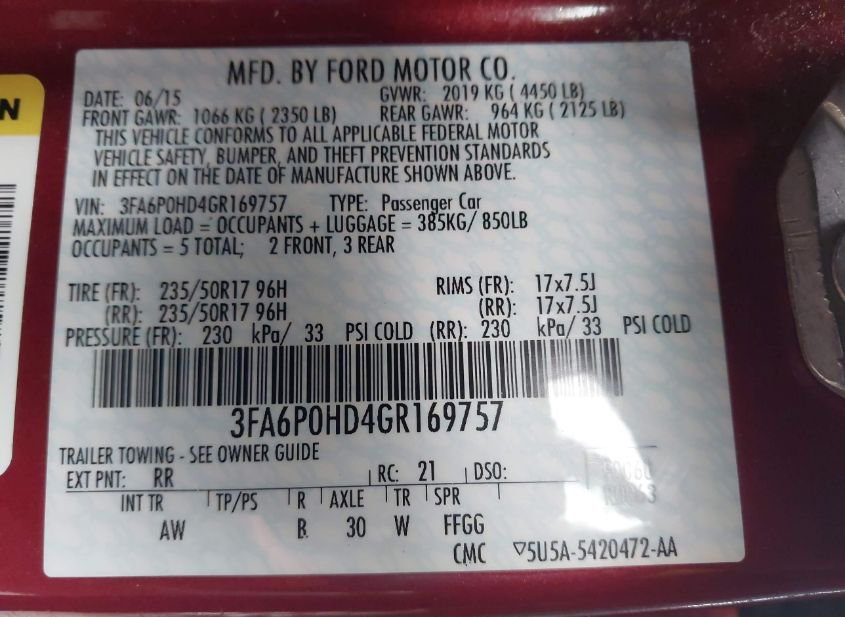 MFD. BY FORD MOTOR CO.
DATE: 06/15 GVWR: 2019 KG ( 4450 LB)
FRONT GAWR: 1066 KG ( 2350 LB) REAR GAWR: 964 KG ( 2125 LB)
THIS VEHICLE CONFORMS TO ALL APPLICABLE FEDERAL MOTOR
VEHICLE SAFETY, BUMPER, AND THEFT PREVENTION STANDARDS
IN EFFECT ON THE DATE OF MANUFACTURE SHOWN ABOVE.
VIN: 3FA6P0HD4GR169757 TYPE: Passenger Car
MAXIMUM LOAD = OCCUPANTS + LUGGAGE = 385KG/ 850LB
OCCUPANTS = 5 TOTAL; 2 FRONT, 3 REAR
TIRE (FR): 235/50R17 96H RIMS (FR): 17x7.5J
(RR): 235/50R17 96H (RR): 17x7.5J
PRESSURE (FR): 230 kPa/ 33 PSI COLD (RR): 230 kPa/ 33 PSI COLD
3FA6P0HD4GR169757
TRAILER TOWING - SEE OWNER GUIDE
EXT PNT: RR RC: 21 DSO:
INT TR TP/PS R AXLE TR SPR
AW B 30 W FFGG
CMC ▽5U5A-5420472-AA
N